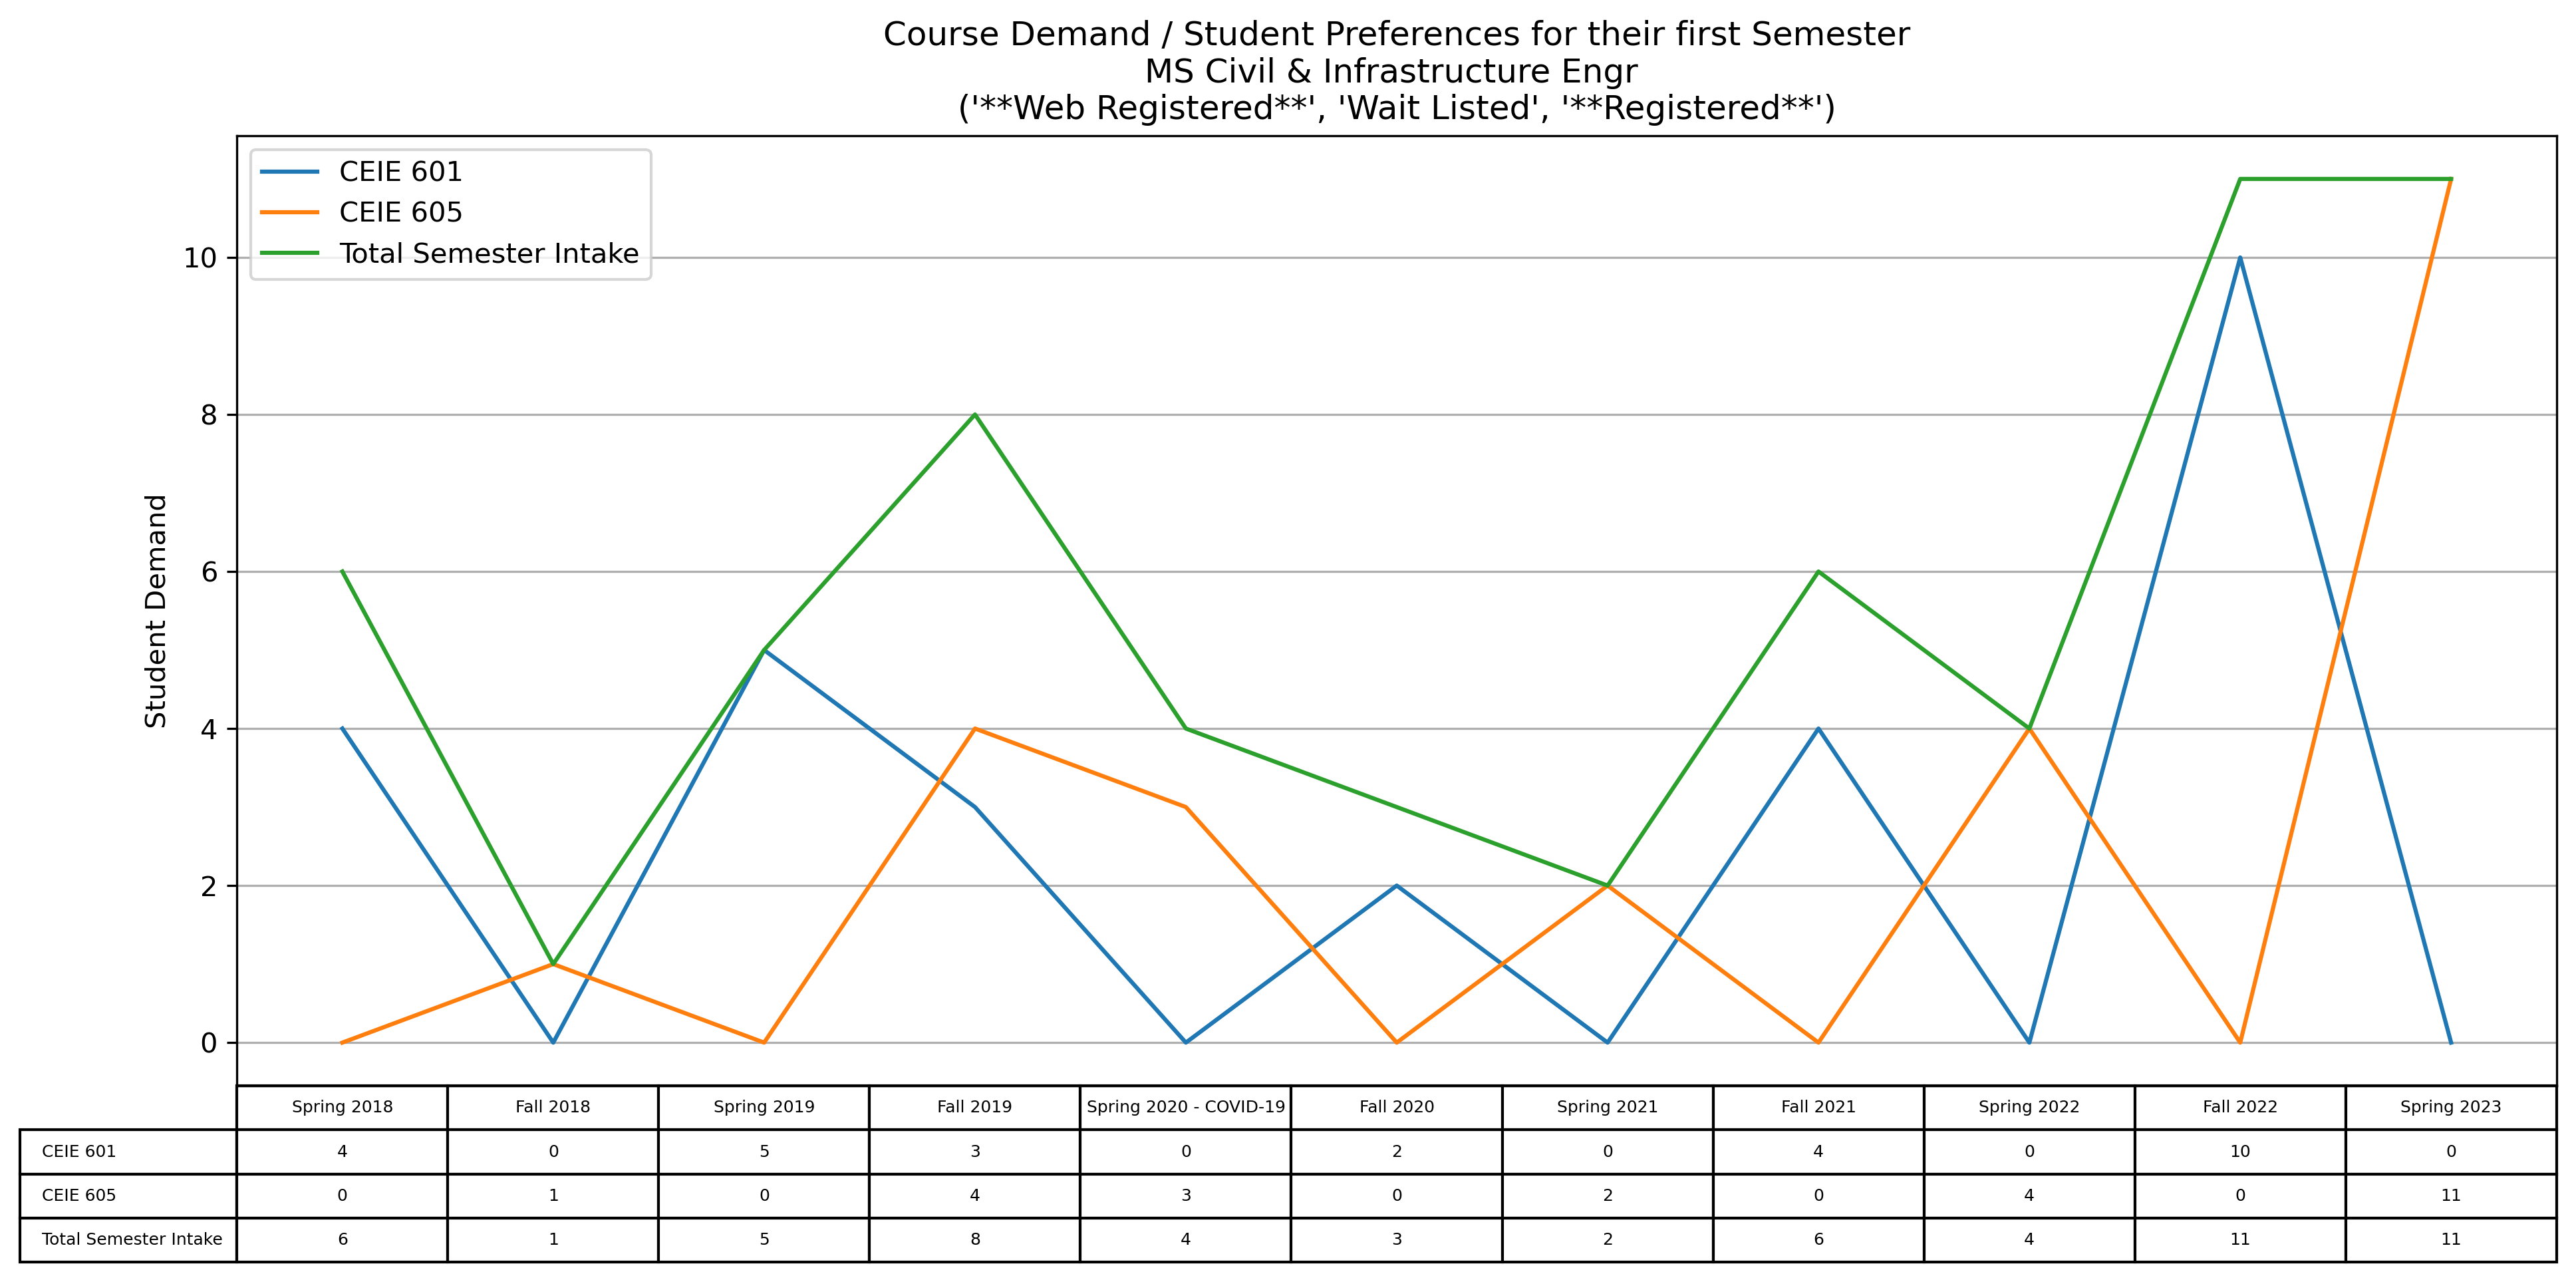 Course Demand / Student Preferences for their first Semester
MS Civil & Infrastructure Engr
('**Web Registered**', 'Wait Listed', '**Registered**')
CEIE 601
CEIE 605
Total Semester Intake
10
8
6
4
2
0
Student Demand
Spring 2018 Fall 2018 Spring 2019 Fall 2019 Spring 2020 - COVID-19 Fall 2020 Spring 2021 Fall 2021 Spring 2022 Fall 2022 Spring 2023
CEIE 601 4 0 5 3 0 2 0 4 0 10 0
CEIE 605 0 1 0 4 3 0 2 0 4 0 11
Total Semester Intake 6 1 5 8 4 3 2 6 4 11 11